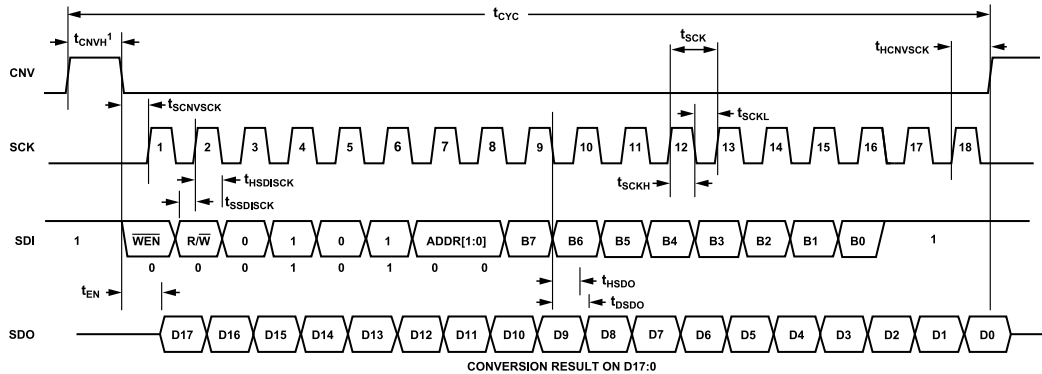 tCYC
tCNVH1
tSCK
tHCNVSCK
CNV
tSCNVSCK
tSCKL
SCK
1 2 3 4 5 6 7 8 9 10 11 12 13 14 15 16 17 18
tHSDISCK
tSCKH
tSSDISCK
SDI 1 WEN R/W 0 1 0 1 ADDR[1:0] B7 B6 B5 B4 B3 B2 B1 B0 1
0 0 0 1 0 1 0 0
tEN
tHSDO
tDSDO
SDO D17 D16 D15 D14 D13 D12 D11 D10 D9 D8 D7 D6 D5 D4 D3 D2 D1 D0
CONVERSION RESULT ON D17:0